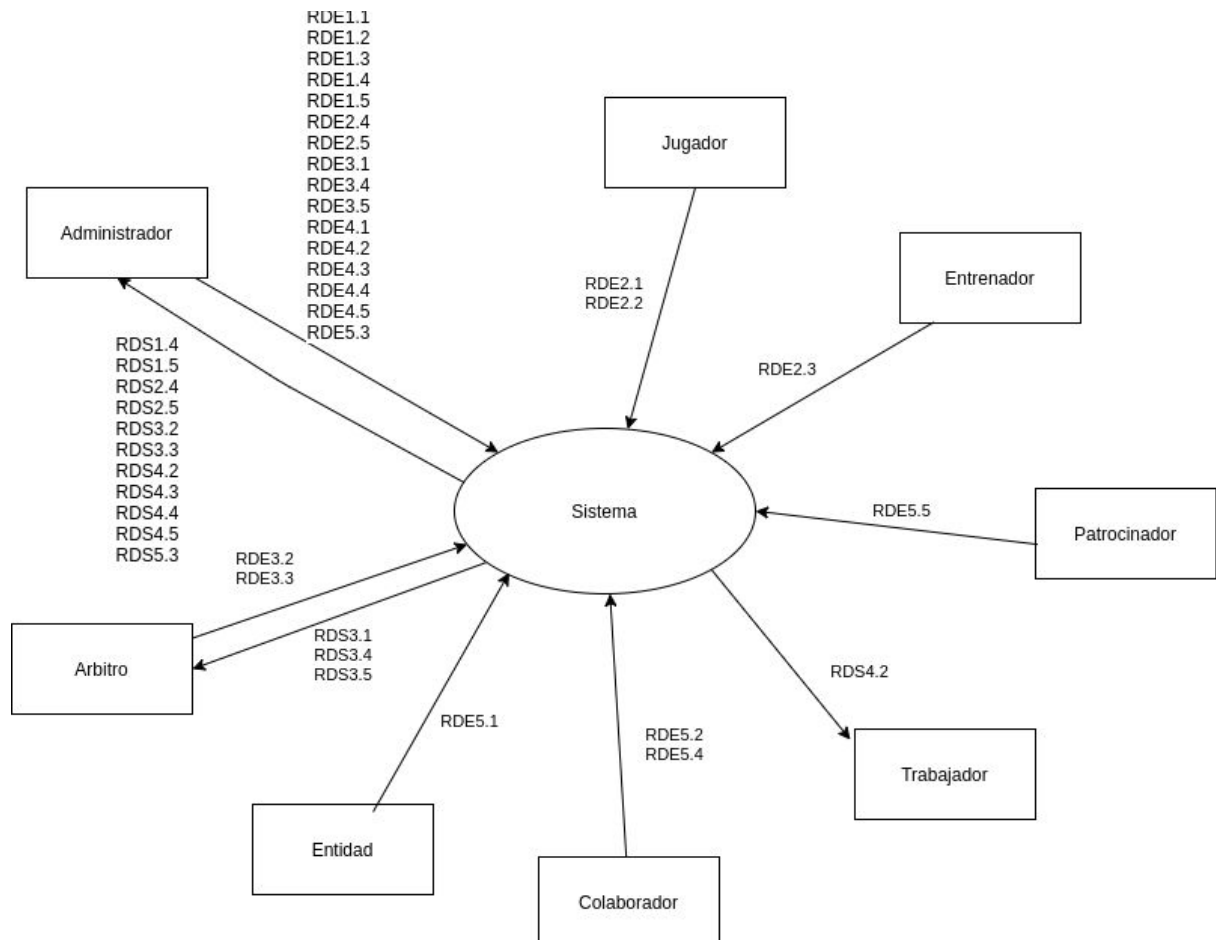 RDE1.1
RDE1.2
RDE1.3
RDE1.4
RDE1.5
RDE2.4
RDE2.5
RDE3.1
RDE3.4
RDE3.5
RDE4.1
RDE4.2
RDE4.3
RDE4.4
RDE4.5
RDE5.3
Jugador
Administrador
Entrenador
RDE2.1
RDE2.2
RDE2.3
RDS1.4
RDS1.5
RDS2.4
RDS2.5
RDS3.2
RDS3.3
RDS4.2
RDS4.3
RDS4.4
RDS4.5
RDS5.3
Sistema
RDE5.5
Patrocinador
RDE3.2
RDE3.3
Arbitro
RDS3.1
RDS3.4
RDS3.5
RDS4.2
RDE5.1
RDE5.2
RDE5.4
Trabajador
Entidad
Colaborador